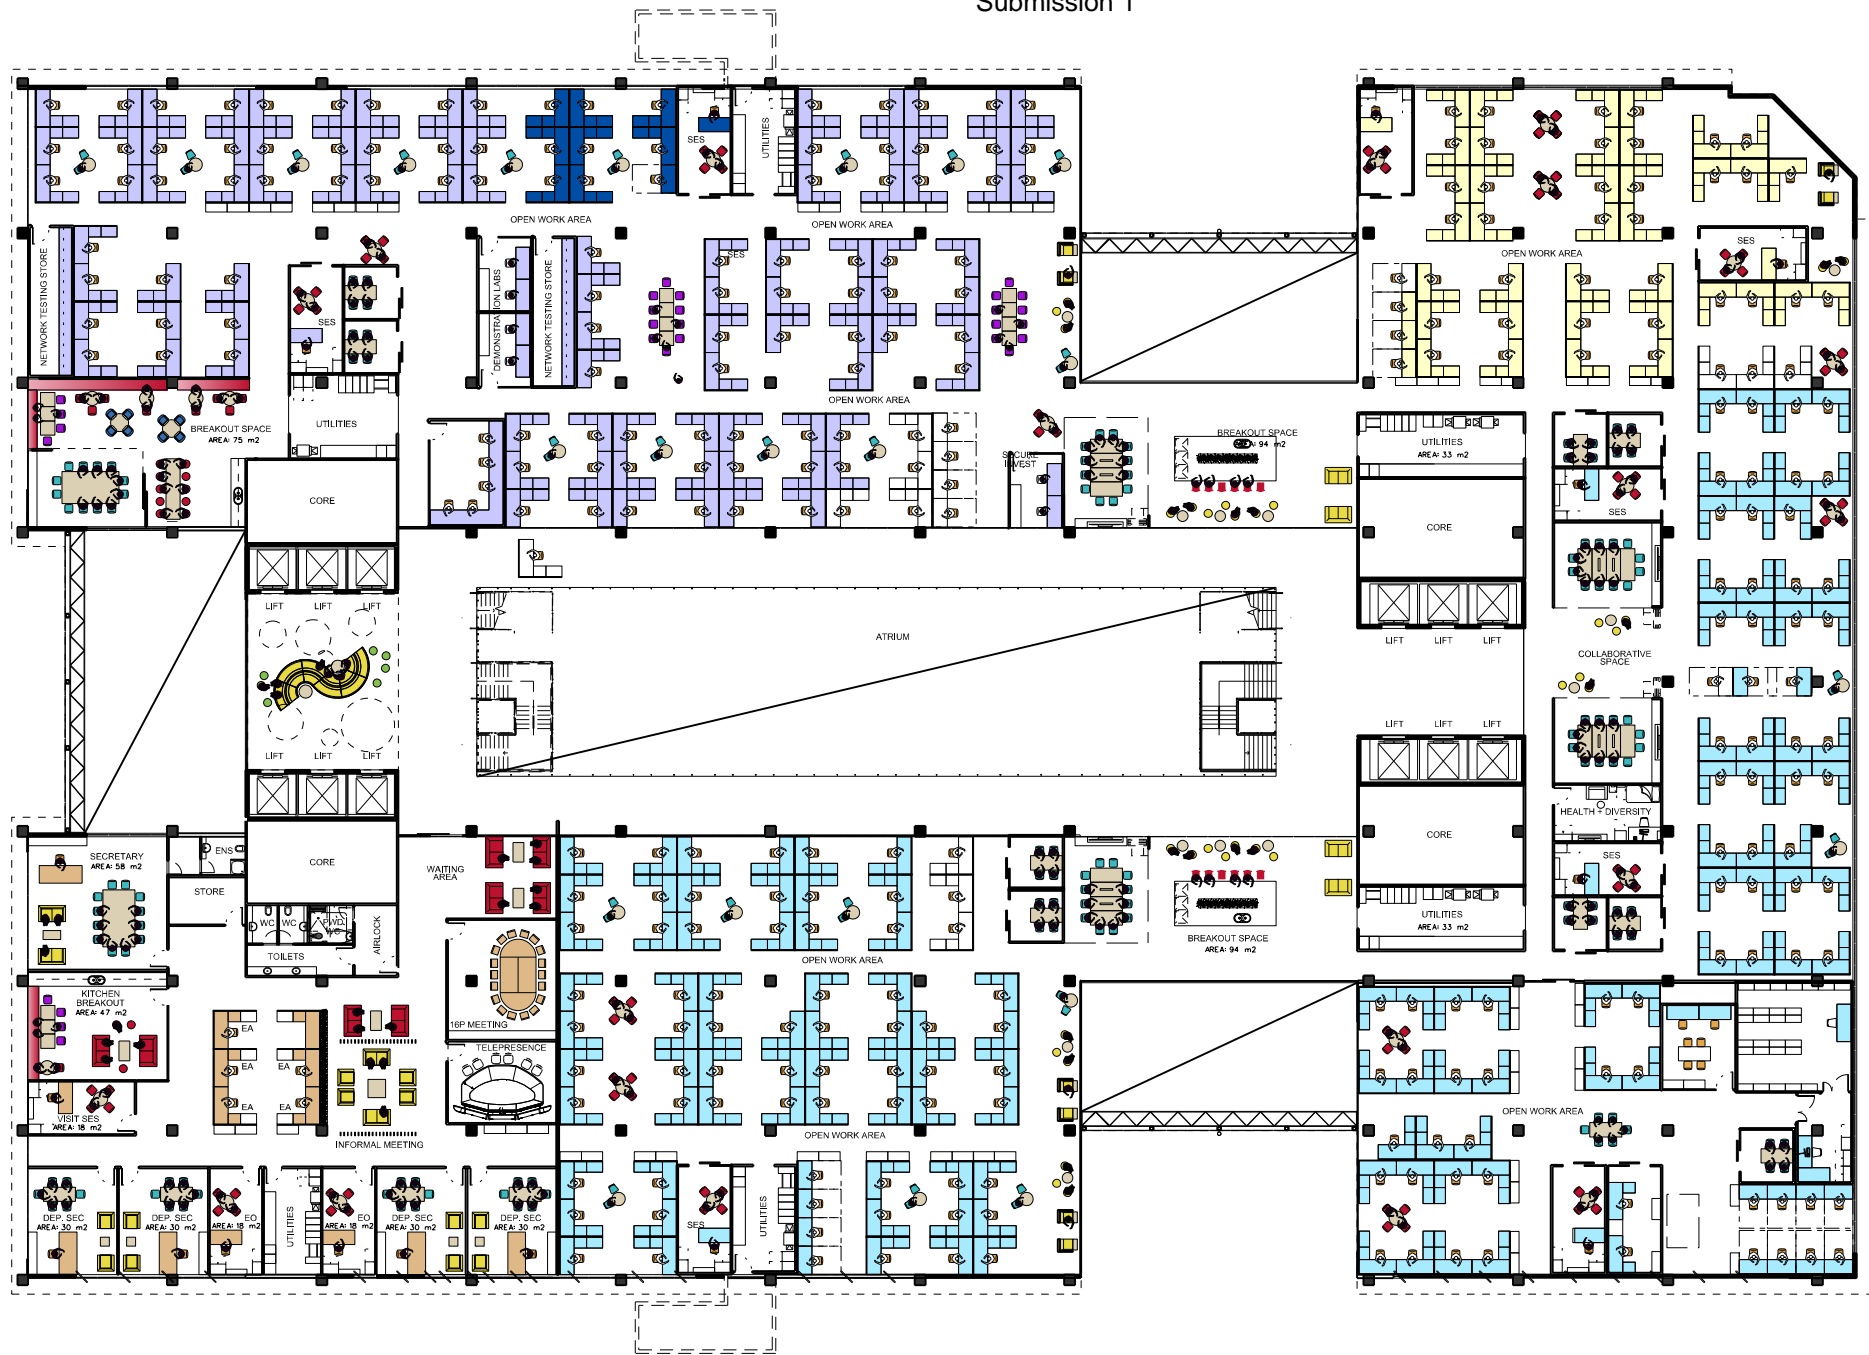 Submission 1
SES
UTILITIES
OPEN WORK AREA
OPEN WORK AREA
OPEN WORK AREA
SES
NETWORK TESTING STORE
SES
DEMONSTRATION LABS
NETWORK TESTING STORE
SES
OPEN WORK AREA
BREAKOUT SPACE
AREA: 75 m2
UTILITIES
CORE
SECURE
INVEST
BREAKOUT SPACE
AREA: 94 m2
UTILITIES
AREA: 33 m2
CORE
SES
LIFT
LIFT
LIFT
ATRIUM
LIFT
LIFT
LIFT
COLLABORATIVE
SPACE
LIFT
LIFT
LIFT
LIFT
LIFT
LIFT
HEALTH + DIVERSITY
SECRETARY
AREA: 58 m2
ENS
STORE
CORE
WAITING
AREA
CORE
SES
WC
WC
PWD
WC
AIRLOCK
TOILETS
UTILITIES
AREA: 33 m2
BREAKOUT SPACE
AREA: 94 m2
OPEN WORK AREA
KITCHEN
BREAKOUT
AREA: 47 m2
16P MEETING
TELEPRESENCE
EA
EA
EA
EA
EA
VISIT SES
AREA: 18 m2
INFORMAL MEETING
OPEN WORK AREA
OPEN WORK AREA
DEP. SEC
AREA: 30 m2
DEP. SEC
AREA: 30 m2
EO
AREA: 18 m2
UTILITIES
EO
AREA: 18 m2
DEP. SEC
AREA: 30 m2
DEP. SEC
AREA: 30 m2
SES
UTILITIES